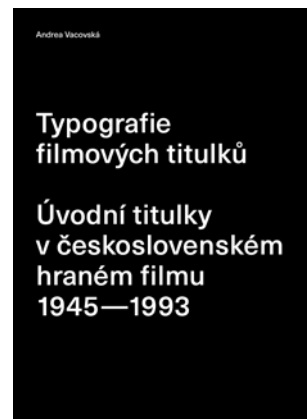 Andrea Vacovská
Typografie
filmových titulků
Úvodní titulky
v československém
hraném filmu
1945—1993